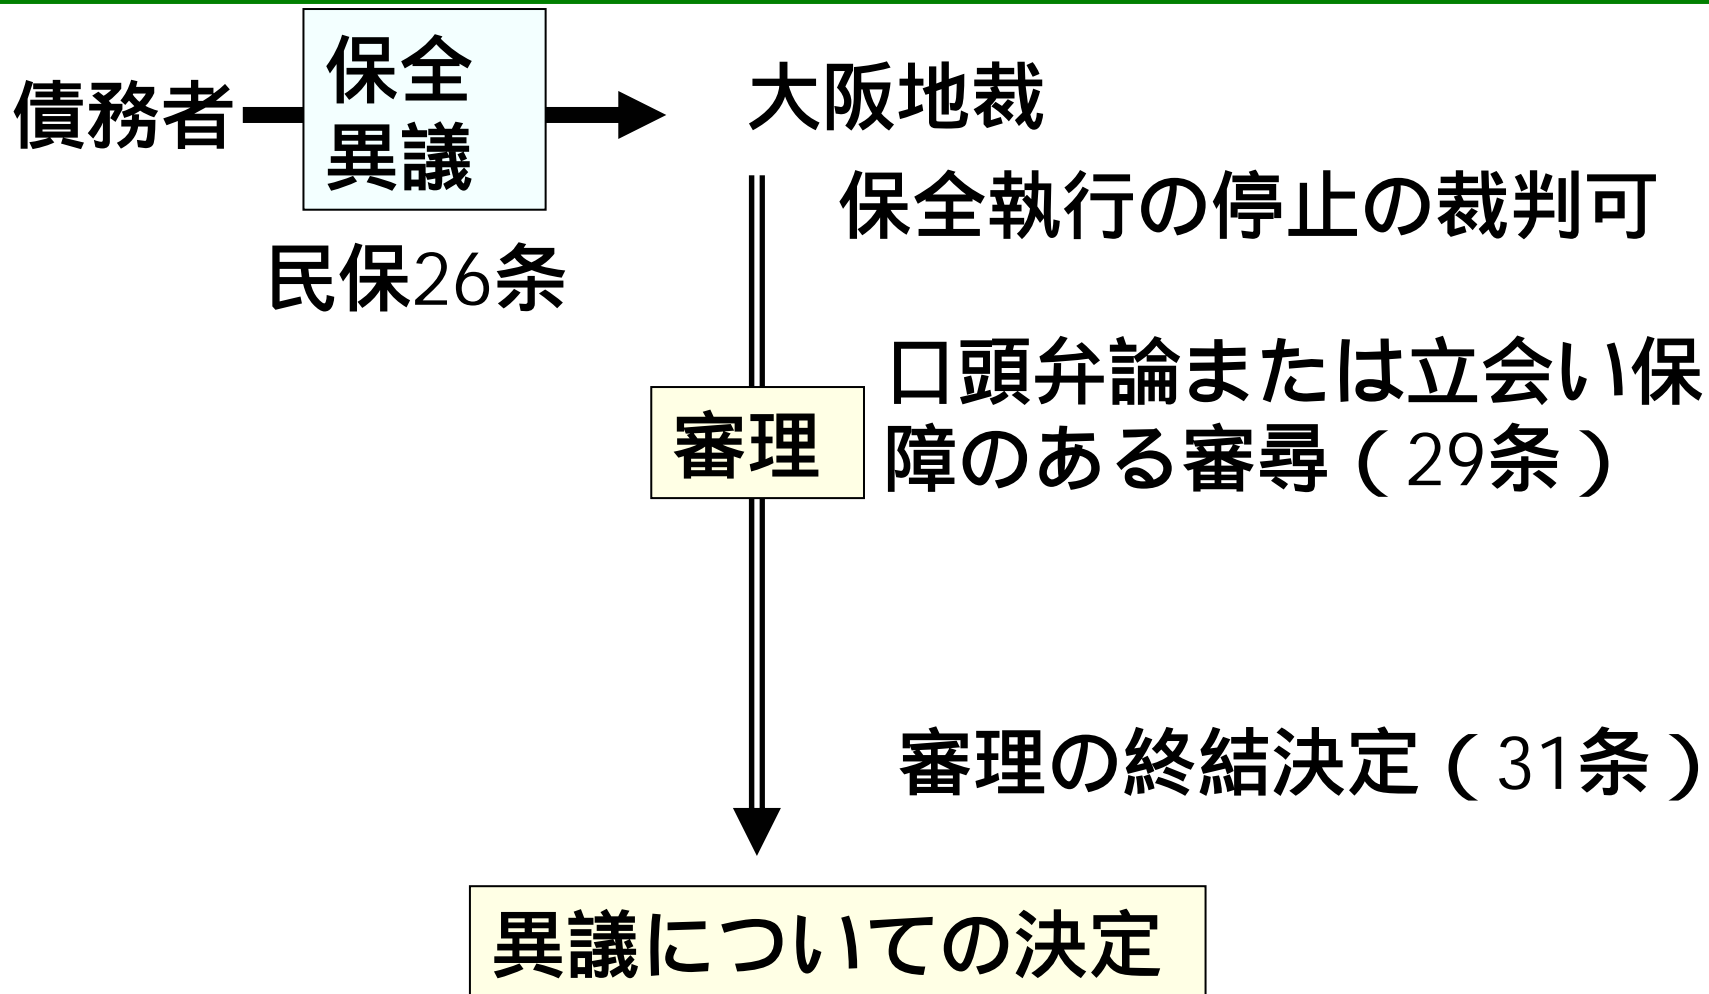 債務者
保全
異議
大阪地裁
民保26条
保全執行の停止の裁判可
審理
口頭弁論または立会い保
障のある審尋(29条)
審理の終結決定(31条)
異議についての決定